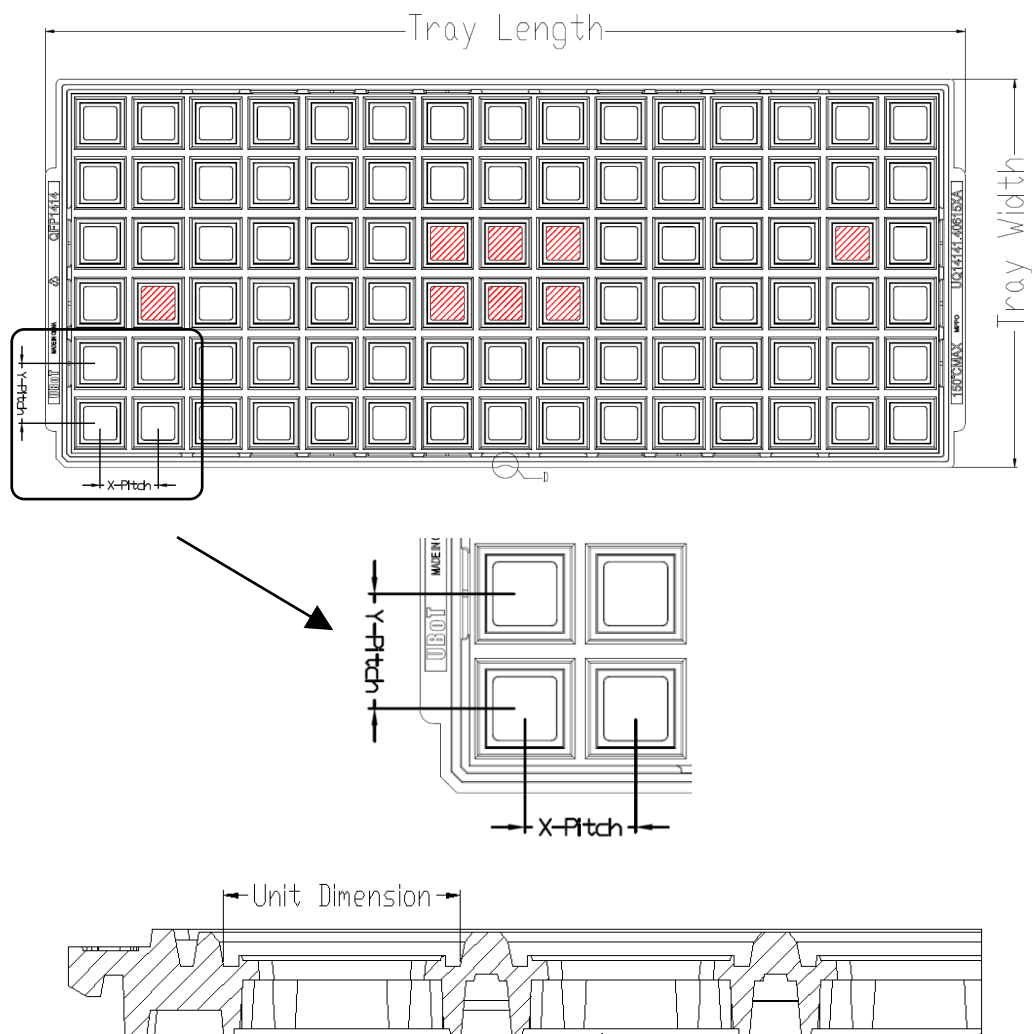 Tray Length
Tray Width
QFP1414
MADE IN CHINA
UBOT
UQ14141.40615XA
MPPO
150°CMAX
Y-Pitch
X-Pitch
D
MADE IN C
UBOT
Y-Pitch
X-Pitch
Unit Dimension